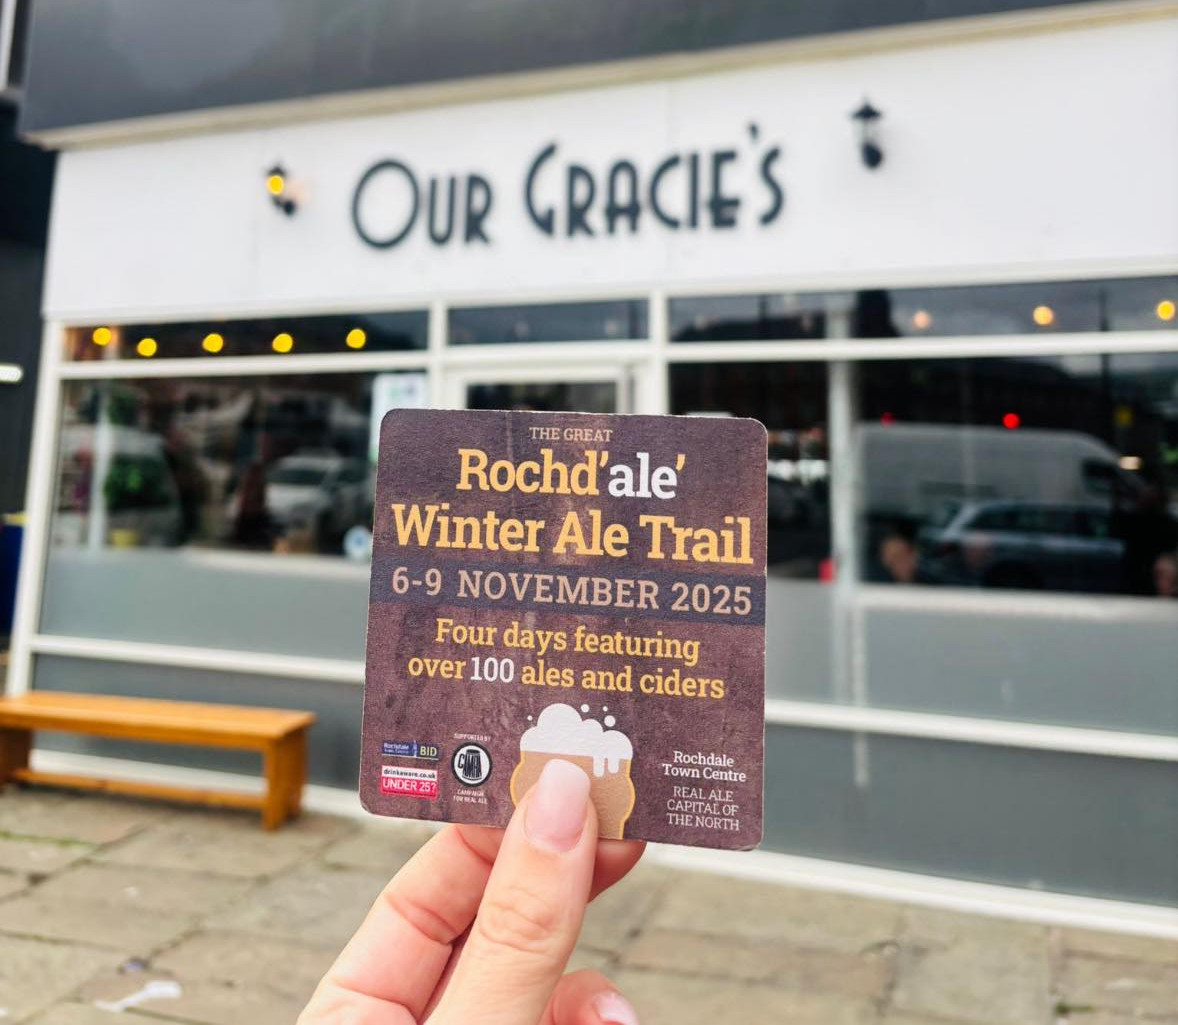 OUR GRACIE'S
THE GREAT
Rochd'ale'
Winter Ale Trail
6-9 NOVEMBER 2025
Four days featuring
over 100 ales and ciders
Rochdale
BID
drinkaware.co.uk
UNDER 25?
SUPPORTED BY
CAMRA
CAMPAIGN
FOR REAL ALE
Rochdale
Town Centre
REAL ALE
CAPITAL OF
THE NORTH